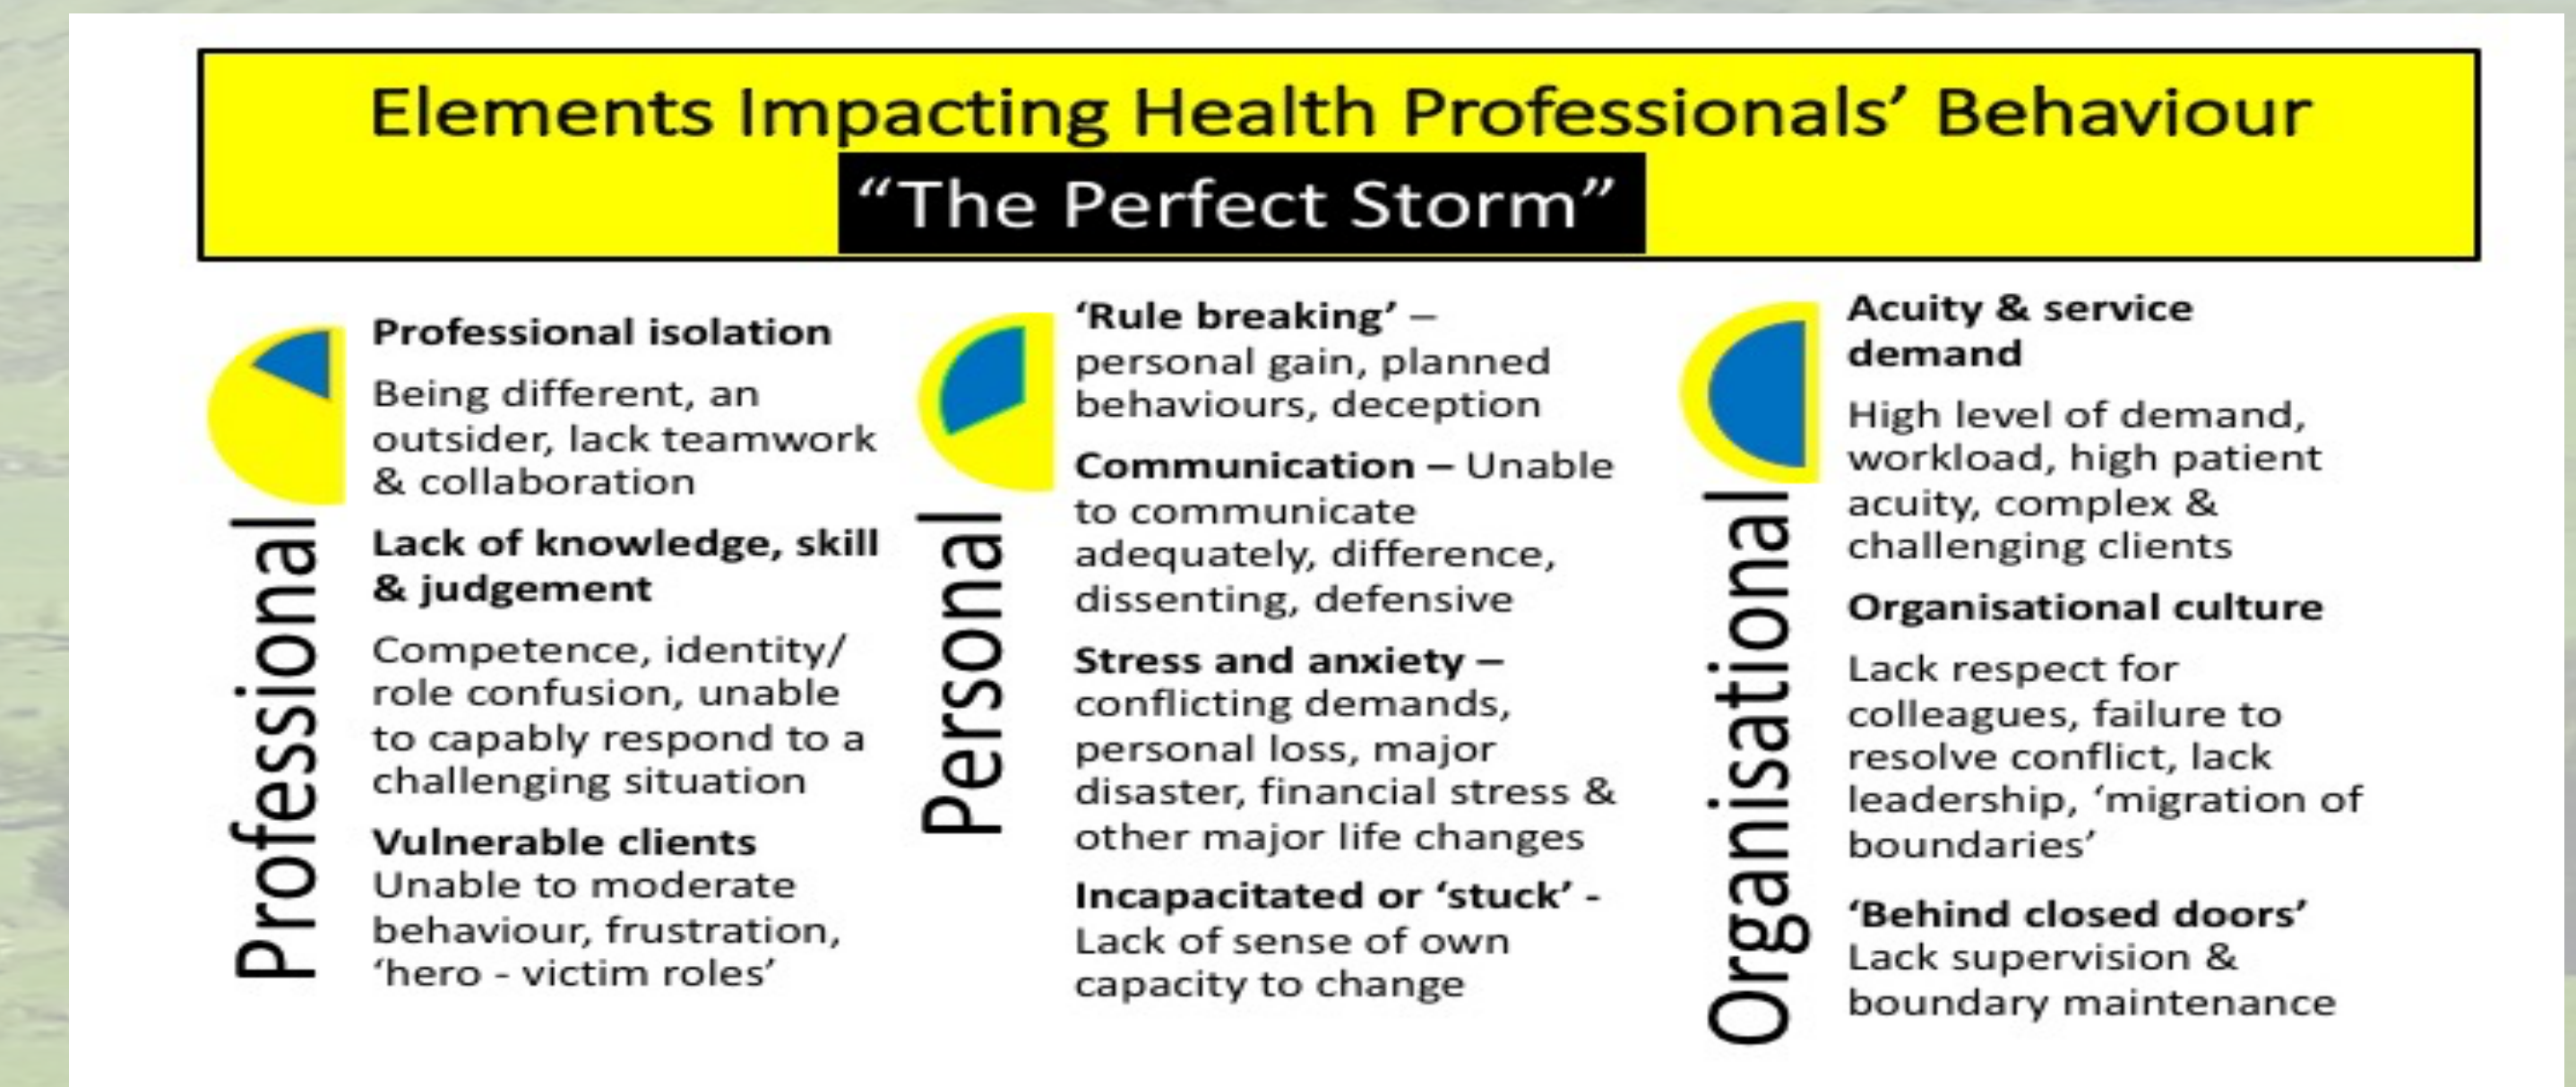 Elements Impacting Health Professionals’ Behaviour
“The Perfect Storm”
Professional
Professional isolation
Being different, an
outsider, lack teamwork
& collaboration
Lack of knowledge, skill
& judgement
Competence, identity/
role confusion, unable
to capably respond to a
challenging situation
Vulnerable clients
Unable to moderate
behaviour, frustration,
‘hero - victim roles’
Personal
‘Rule breaking’ –
personal gain, planned
behaviours, deception
Communication – Unable
to communicate
adequately, difference,
dissenting, defensive
Stress and anxiety –
conflicting demands,
personal loss, major
disaster, financial stress &
other major life changes
Incapacitated or ‘stuck’ -
Lack of sense of own
capacity to change
Organisational
Acuity & service
demand
High level of demand,
workload, high patient
acuity, complex &
challenging clients
Organisational culture
Lack respect for
colleagues, failure to
resolve conflict, lack
leadership, ‘migration of
boundaries’
‘Behind closed doors’
Lack supervision &
boundary maintenance